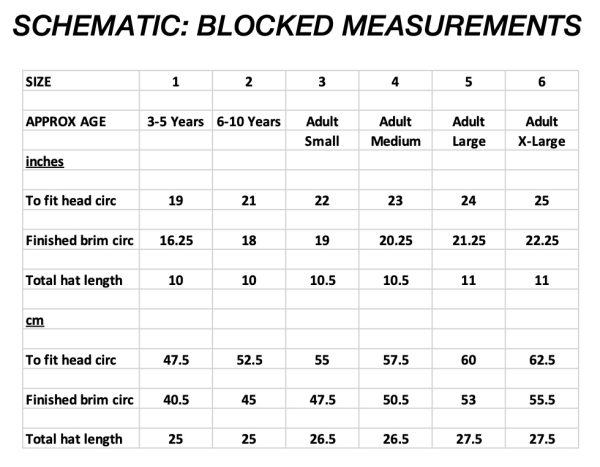 SCHEMATIC: BLOCKED MEASUREMENTS
SIZE 1 2 3 4 5 6
APPROX AGE 3-5 Years 6-10 Years Adult Adult Adult Adult
Small Medium Large X-Large
inches
To fit head circ 19 21 22 23 24 25
Finished brim circ 16.25 18 19 20.25 21.25 22.25
Total hat length 10 10 10.5 10.5 11 11
cm
To fit head circ 47.5 52.5 55 57.5 60 62.5
Finished brim circ 40.5 45 47.5 50.5 53 55.5
Total hat length 25 25 26.5 26.5 27.5 27.5